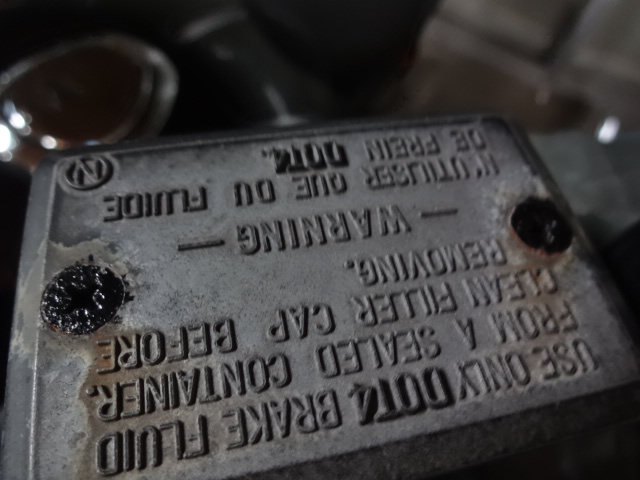 USE ONLY DOT4 BRAKE FLUID
FROM A SEALED CONTAINER.
CLEAN FILLER CAP BEFORE
REMOVING.
— WARNING —
N'UTILISER QUE DU FLUIDE
DE FREIN DOT4.
N